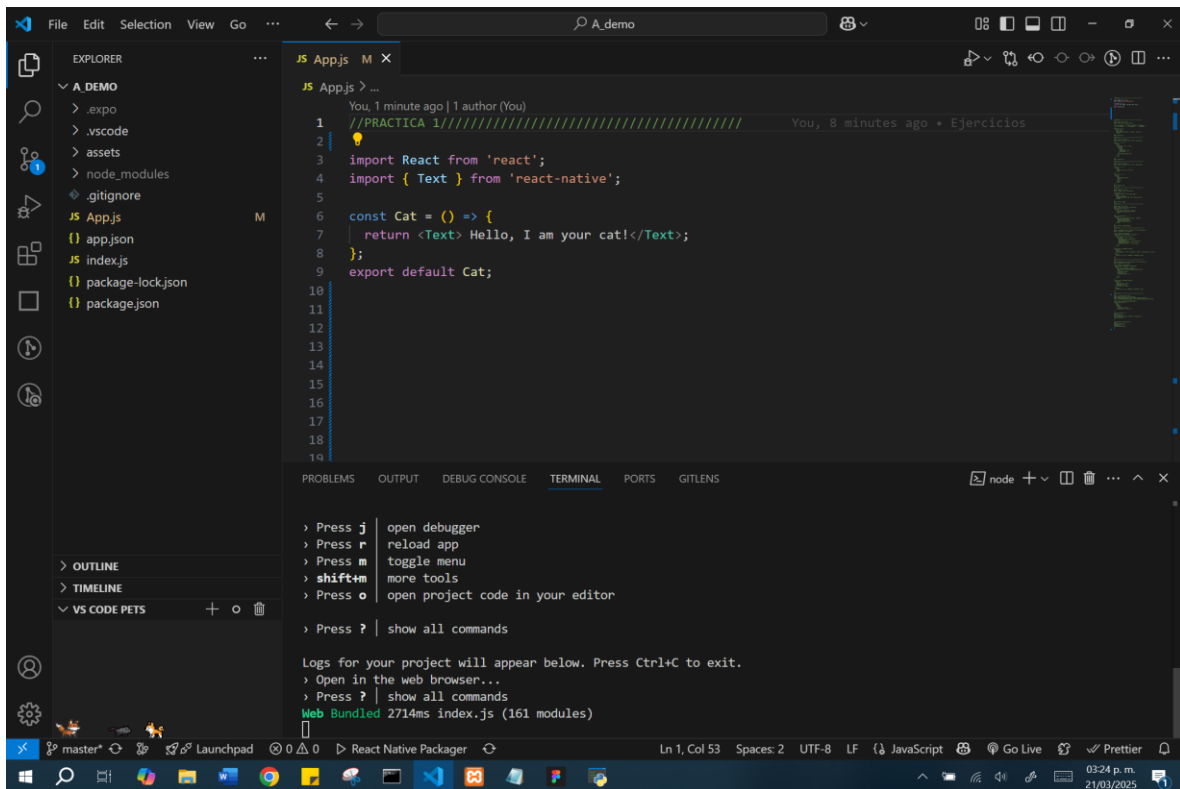 File Edit Selection View Go ··· A_demo
EXPLORER ···
A_DEMO
.expo
.vscode
assets
node_modules
.gitignore
JS App.js M
{} app.json
JS index.js
{} package-lock.json
{} package.json
OUTLINE
TIMELINE
VS CODE PETS
1
JS App.js M
JS App.js > ...
You, 1 minute ago | 1 author (You)
1 //PRACTICA 1//////////////////////////////////////// You, 8 minutes ago • Ejercicios
2
3 import React from 'react';
4 import { Text } from 'react-native';
5
6 const Cat = () => {
7 return <Text> Hello, I am your cat!</Text>;
8 };
9 export default Cat;
10
11
12
13
14
15
16
17
18
19
PROBLEMS OUTPUT DEBUG CONSOLE TERMINAL PORTS GITLENS node
› Press j │ open debugger
› Press r │ reload app
› Press m │ toggle menu
› shift+m │ more tools
› Press o │ open project code in your editor
› Press ? │ show all commands
Logs for your project will appear below. Press Ctrl+C to exit.
› Open in the web browser...
› Press ? │ show all commands
Web Bundled 2714ms index.js (161 modules)
master* Launchpad 0 0 React Native Packager Ln 1, Col 53 Spaces: 2 UTF-8 LF {} JavaScript Go Live Prettier
03:24 p. m.
21/03/2025
1